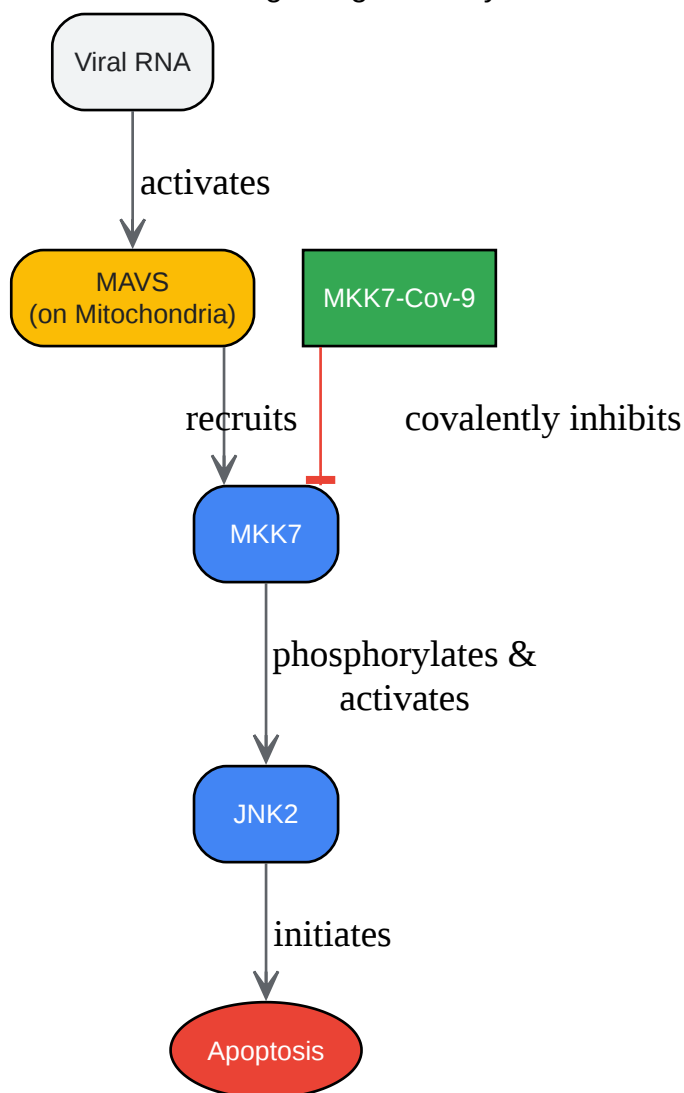 Viral RNA
activates
MAVS
(on Mitochondria)
MKK7-Cov-9
recruits
covalently inhibits
MKK7
phosphorylates &
activates
JNK2
initiates
Apoptosis